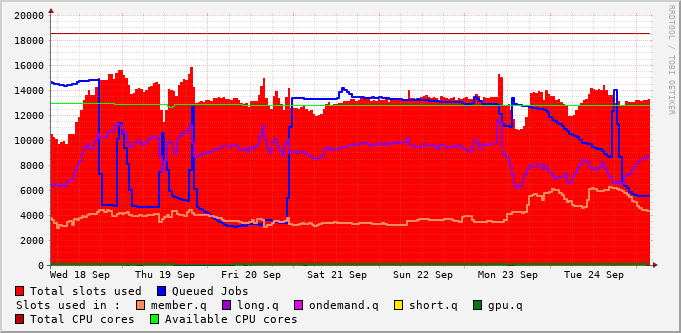 20000
18000
16000
14000
12000
10000
8000
6000
4000
2000
0
Wed 18 Sep Thu 19 Sep Fri 20 Sep Sat 21 Sep Sun 22 Sep Mon 23 Sep Tue 24 Sep
Total slots used Queued Jobs
Slots used in : member.q long.q ondemand.q short.q gpu.q
Total CPU cores Available CPU cores
RRDTOOL / TOBI OETIKER